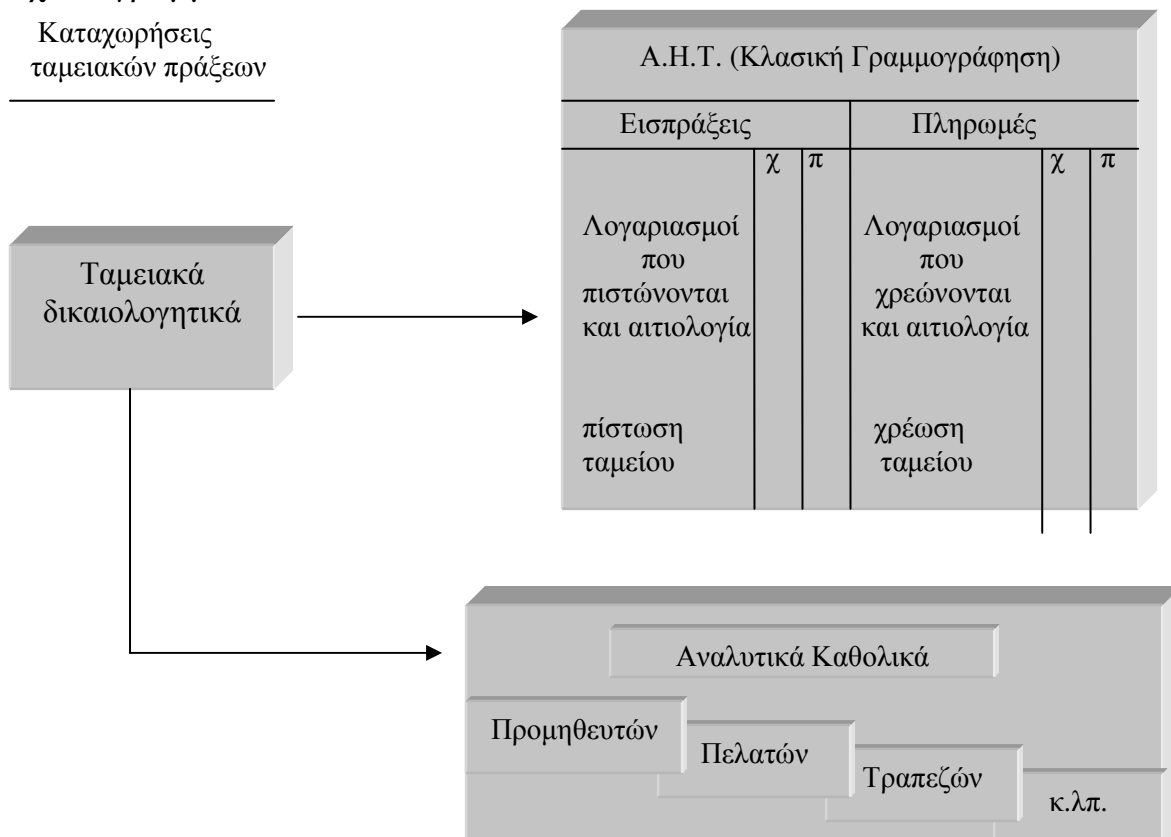 Καταχωρήσεις
ταμειακών πράξεων
Α.Η.Τ. (Κλασική Γραμμογράφηση)
Εισπράξεις
Πληρωμές
χ π
χ π
Λογαριασμοί
που
πιστώνονται
και αιτιολογία
πίστωση
ταμείου
Λογαριασμοί
που
χρεώνονται
και αιτιολογία
χρέωση
ταμείου
Ταμειακά
δικαιολογητικά
Αναλυτικά Καθολικά
Προμηθευτών
Πελατών
Τραπεζών
κ.λπ.